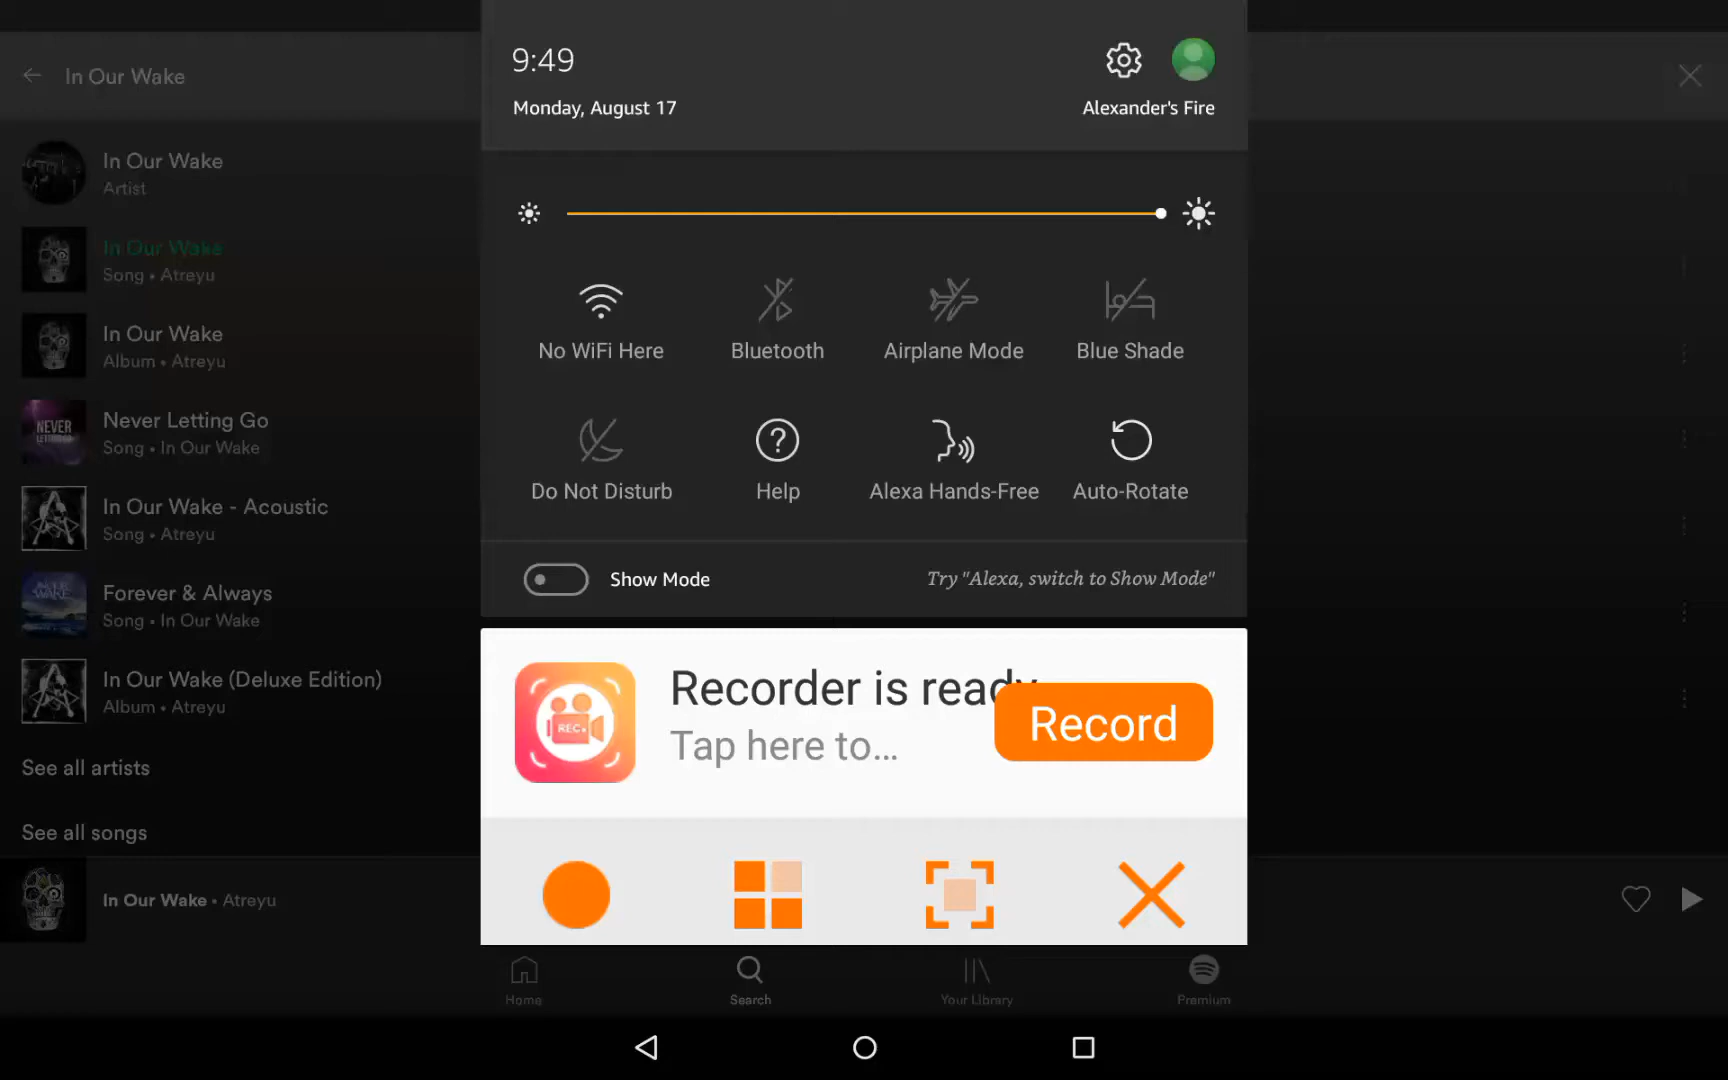 9:49
Monday, August 17
Alexander's Fire
No WiFi Here
Bluetooth
Airplane Mode
Blue Shade
Do Not Disturb
Help
Alexa Hands-Free
Auto-Rotate
Show Mode
Try "Alexa, switch to Show Mode"
REC.
Recorder is ready
Tap here to...
Record
In Our Wake
In Our Wake
Artist
In Our Wake
Song • Atreyu
In Our Wake
Album • Atreyu
NEVER
LETTING GO
Never Letting Go
Song • In Our Wake
In Our Wake - Acoustic
Song • Atreyu
Forever & Always
Song • In Our Wake
In Our Wake (Deluxe Edition)
Album • Atreyu
See all artists
See all songs
In Our Wake • Atreyu
Home
Search
Your Library
Premium